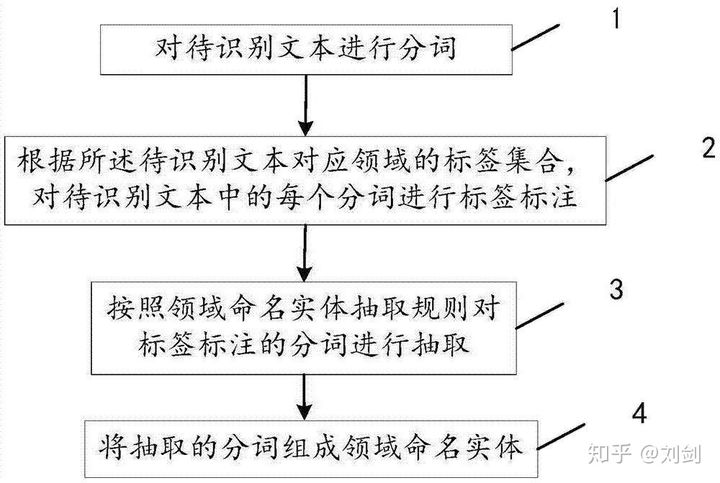 对待识别文本进行分词
1
根据所述待识别文本对应领域的标签集合，
对待识别文本中的每个分词进行标签标注
2
按照领域命名实体抽取规则对
标签标注的分词进行抽取
3
将抽取的分词组成领域命名实体
4
知乎 @刘剑